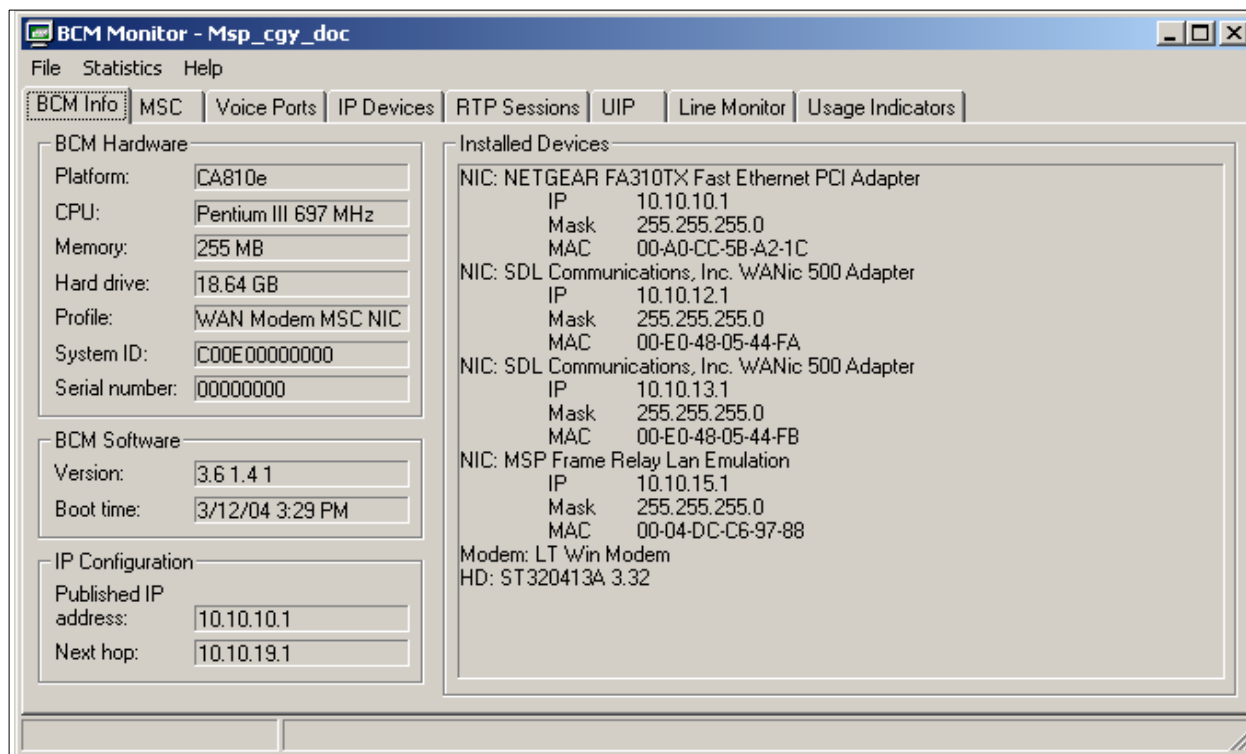 BCM Monitor - Msp_cgy_doc
File Statistics Help
BCM Info MSC Voice Ports IP Devices RTP Sessions UIP Line Monitor Usage Indicators
BCM Hardware
Platform: CA810e
CPU: Pentium III 697 MHz
Memory: 255 MB
Hard drive: 18.64 GB
Profile: WAN Modem MSC NIC
System ID: C00E00000000
Serial number: 00000000
BCM Software
Version: 3.6 1.4 1
Boot time: 3/12/04 3:29 PM
IP Configuration
Published IP
address: 10.10.10.1
Next hop: 10.10.19.1
Installed Devices
NIC: NETGEAR FA310TX Fast Ethernet PCI Adapter
IP 10.10.10.1
Mask 255.255.255.0
MAC 00-A0-CC-5B-A2-1C
NIC: SDL Communications, Inc. WANic 500 Adapter
IP 10.10.12.1
Mask 255.255.255.0
MAC 00-E0-48-05-44-FA
NIC: SDL Communications, Inc. WANic 500 Adapter
IP 10.10.13.1
Mask 255.255.255.0
MAC 00-E0-48-05-44-FB
NIC: MSP Frame Relay Lan Emulation
IP 10.10.15.1
Mask 255.255.255.0
MAC 00-04-DC-C6-97-88
Modem: LT Win Modem
HD: ST320413A 3.32